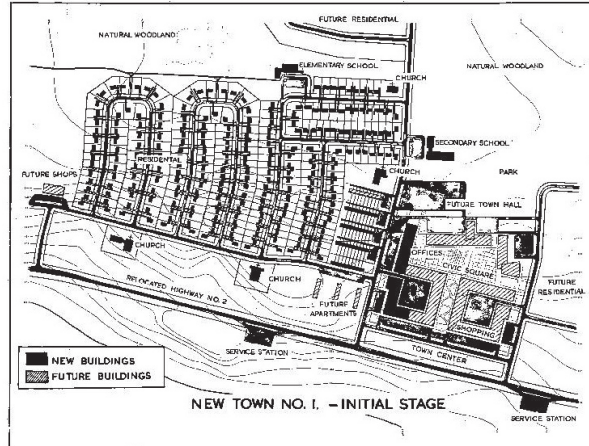 FUTURE RESIDENTIAL
NATURAL WOODLAND
ELEMENTARY SCHOOL
CHURCH
NATURAL WOODLAND
SECONDARY SCHOOL
RESIDENTIAL
CHURCH
PARK
FUTURE SHOPS
FUTURE TOWN HALL
OFFICES
CIVIC SQUARE
CHURCH
CHURCH
FUTURE
RESIDENTIAL
RELOCATED HIGHWAY NO. 2
FUTURE
APARTMENTS
SHOPPING
TOWN CENTER
SERVICE STATION
NEW BUILDINGS
FUTURE BUILDINGS
NEW TOWN NO. I. - INITIAL STAGE
SERVICE STATION